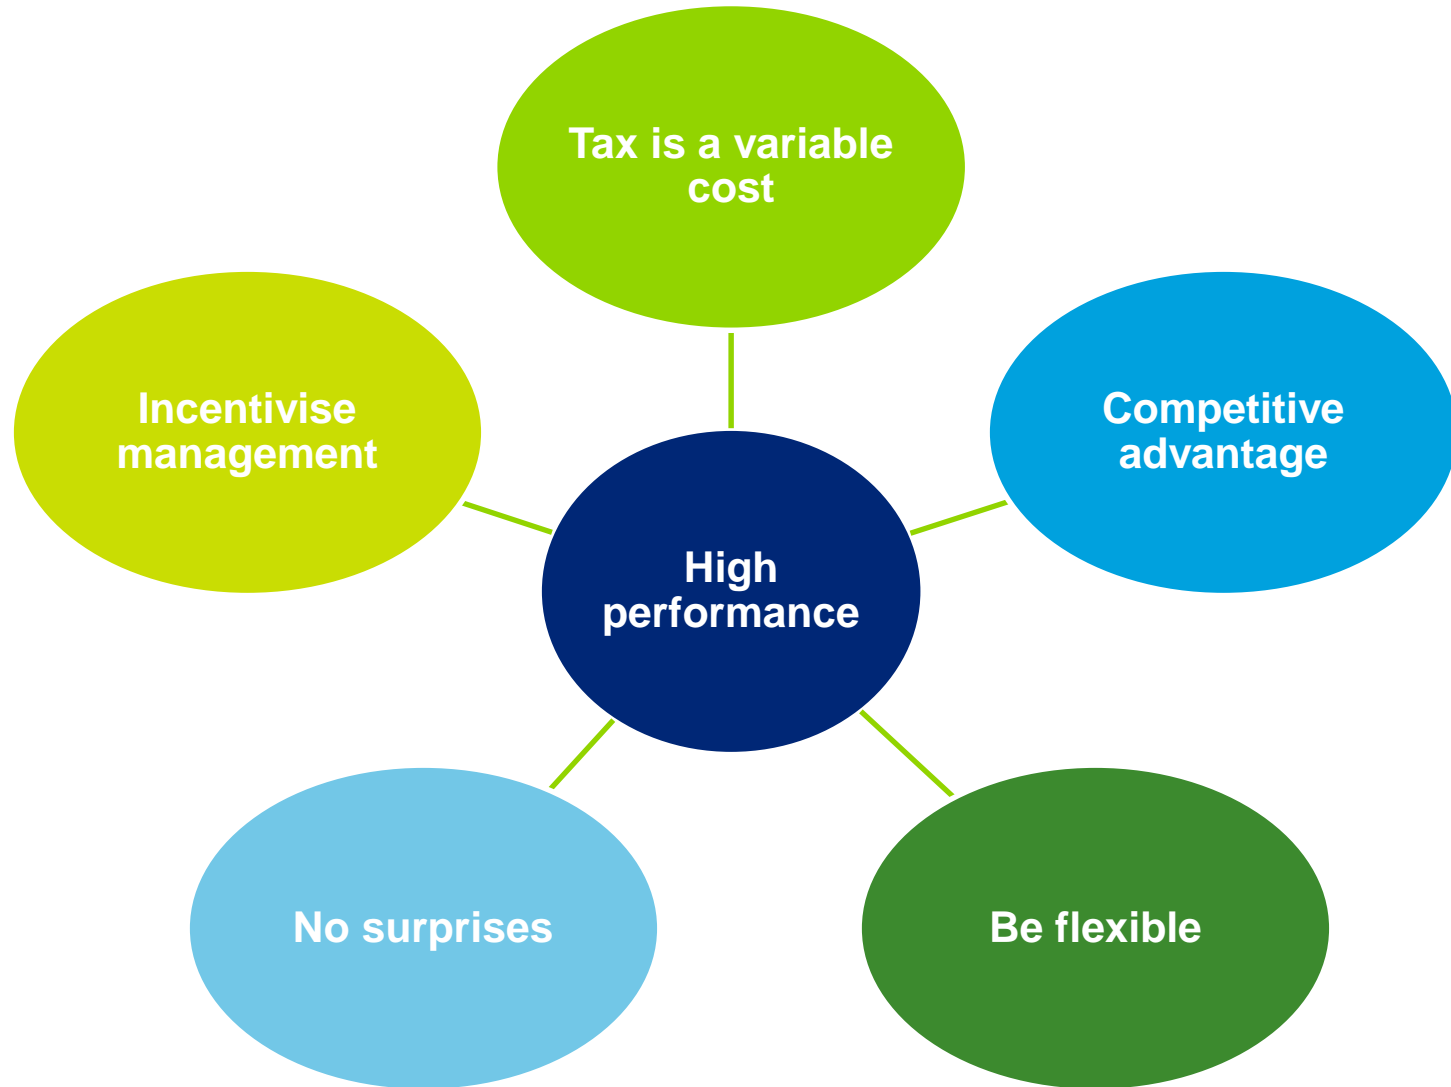 Tax is a variable
cost
Incentivise
management
Competitive
advantage
High
performance
No surprises
Be flexible